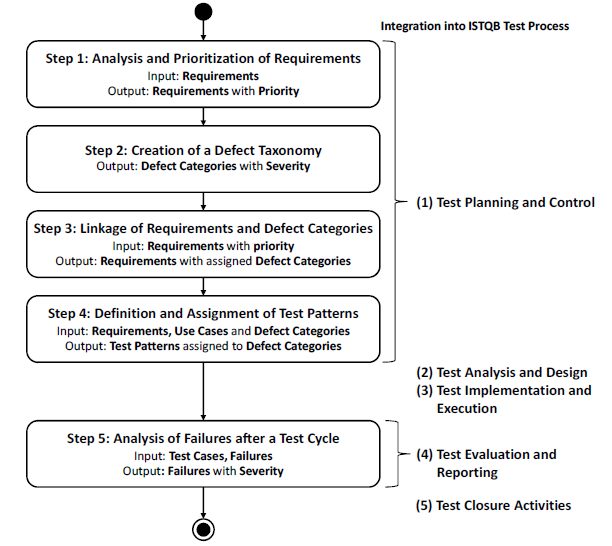 Integration into ISTQB Test Process
Step 1: Analysis and Prioritization of Requirements
Input: Requirements
Output: Requirements with Priority
Step 2: Creation of a Defect Taxonomy
Output: Defect Categories with Severity
(1) Test Planning and Control
Step 3: Linkage of Requirements and Defect Categories
Input: Requirements with priority
Output: Requirements with assigned Defect Categories
Step 4: Definition and Assignment of Test Patterns
Input: Requirements, Use Cases and Defect Categories
Output: Test Patterns assigned to Defect Categories
(2) Test Analysis and Design
(3) Test Implementation and
Execution
Step 5: Analysis of Failures after a Test Cycle
Input: Test Cases, Failures
Output: Failures with Severity
(4) Test Evaluation and
Reporting
(5) Test Closure Activities